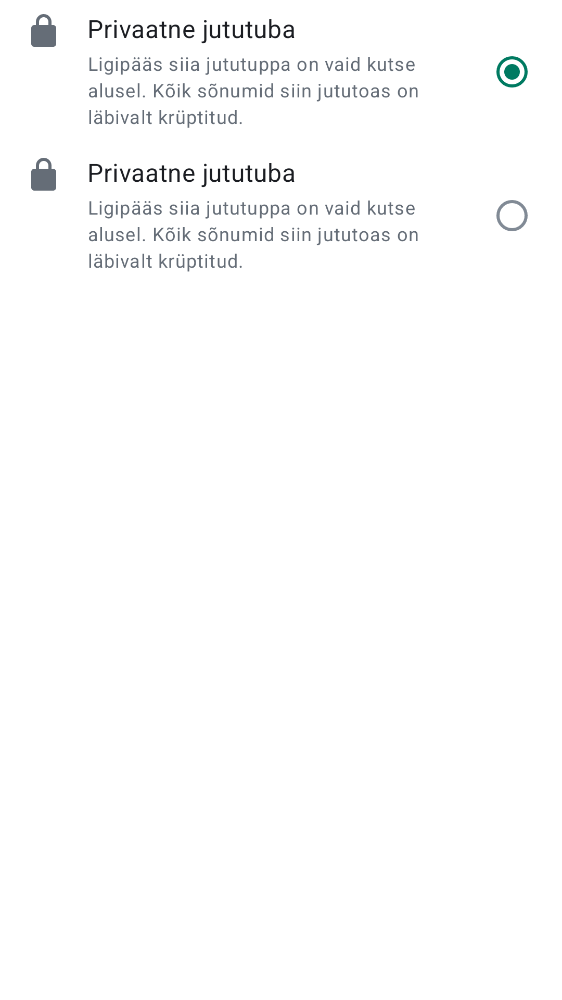 Privaatne jututuba
Ligipääs siia jututuppa on vaid kutse
alusel. Kõik sõnumid siin jututoas on
läbivalt krüptitud.
Privaatne jututuba
Ligipääs siia jututuppa on vaid kutse
alusel. Kõik sõnumid siin jututoas on
läbivalt krüptitud.